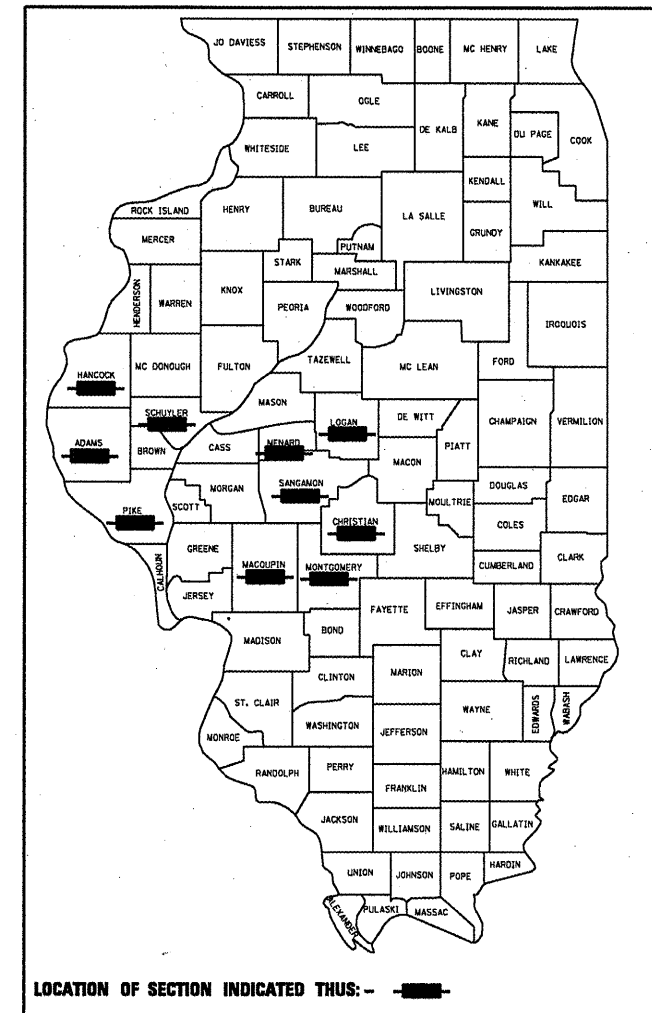 JO DAVIESS STEPHENSON WINNEBAGO BOONE MC HENRY LAKE
CARROLL OGLE DE KALB KANE DU PAGE COOK
WHITESIDE LEE
KENDALL
ROCK ISLAND HENRY BUREAU LA SALLE GRUNDY WILL
MERCER PUTNAM
STARK MARSHALL KANKAKEE
HENDERSON WARREN KNOX PEORIA WOODFORD LIVINGSTON IROQUOIS
HANCOCK MC DONOUGH FULTON TAZEWELL MC LEAN FORD
MASON
SCHUYLER LOGAN DE WITT CHAMPAIGN VERMILION
ADAMS BROWN CASS MENARD MACON PIATT
MORGAN SANGAMON DOUGLAS EDGAR
PIKE SCOTT CHRISTIAN MOULTRIE COLES
GREENE SHELBY
CALHOUN MACOUPIN MONTGOMERY CUMBERLAND CLARK
JERSEY FAYETTE EFFINGHAM JASPER CRAWFORD
MADISON BOND
CLAY RICHLAND LAWRENCE
CLINTON MARION
ST. CLAIR WAYNE EDWARDS WABASH
WASHINGTON JEFFERSON
MONROE
RANDOLPH PERRY HAMILTON WHITE
FRANKLIN
JACKSON WILLIAMSON SALINE GALLATIN
UNION JOHNSON POPE HARDIN
ALEXANDER PULASKI MASSAC
LOCATION OF SECTION INDICATED THUS: -